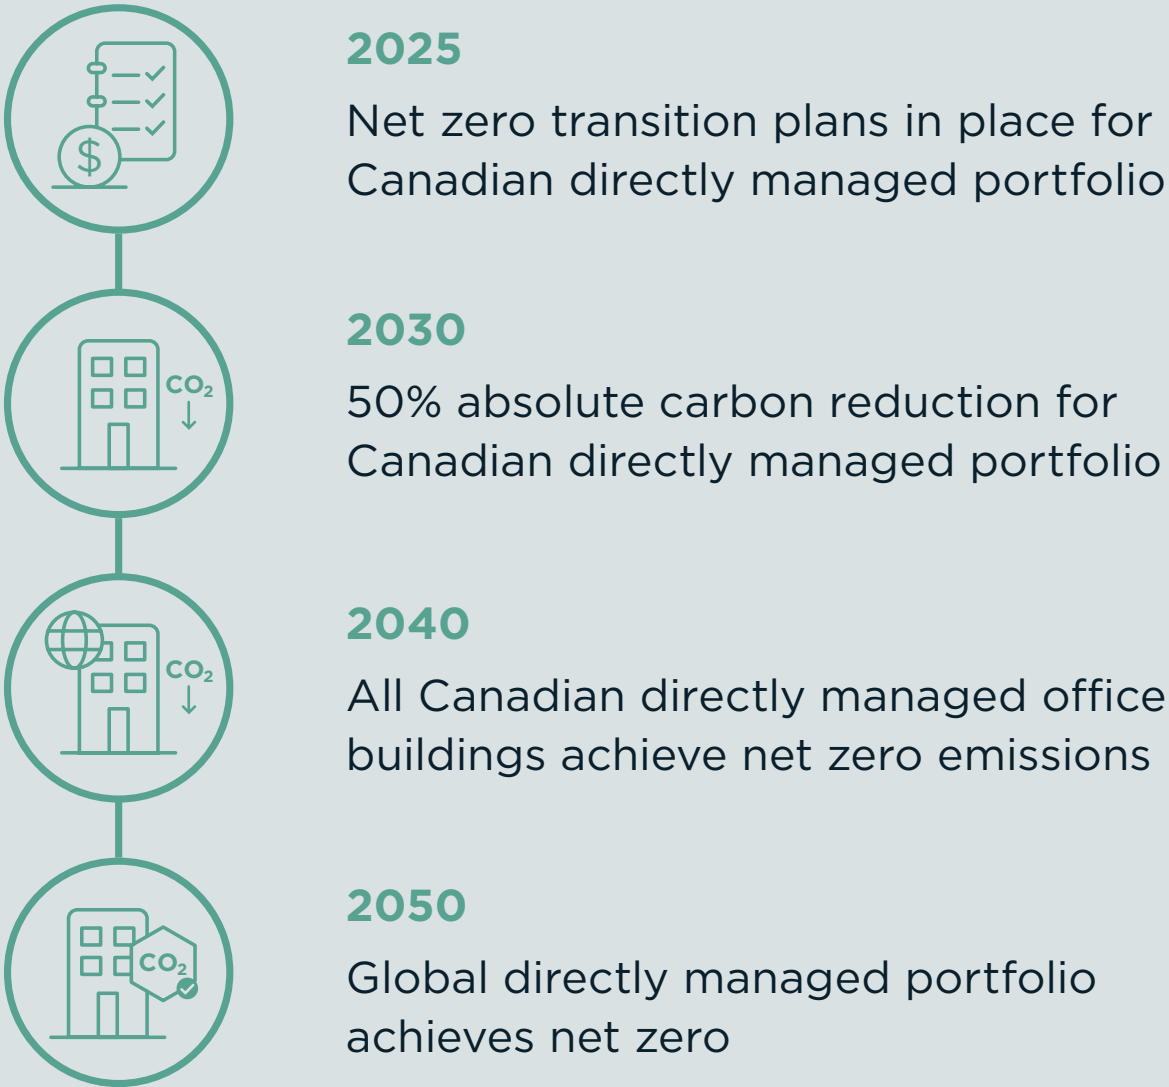 $
2025
Net zero transition plans in place for
Canadian directly managed portfolio
CO₂
2030
50% absolute carbon reduction for
Canadian directly managed portfolio
CO₂
2040
All Canadian directly managed office
buildings achieve net zero emissions
CO₂
2050
Global directly managed portfolio
achieves net zero